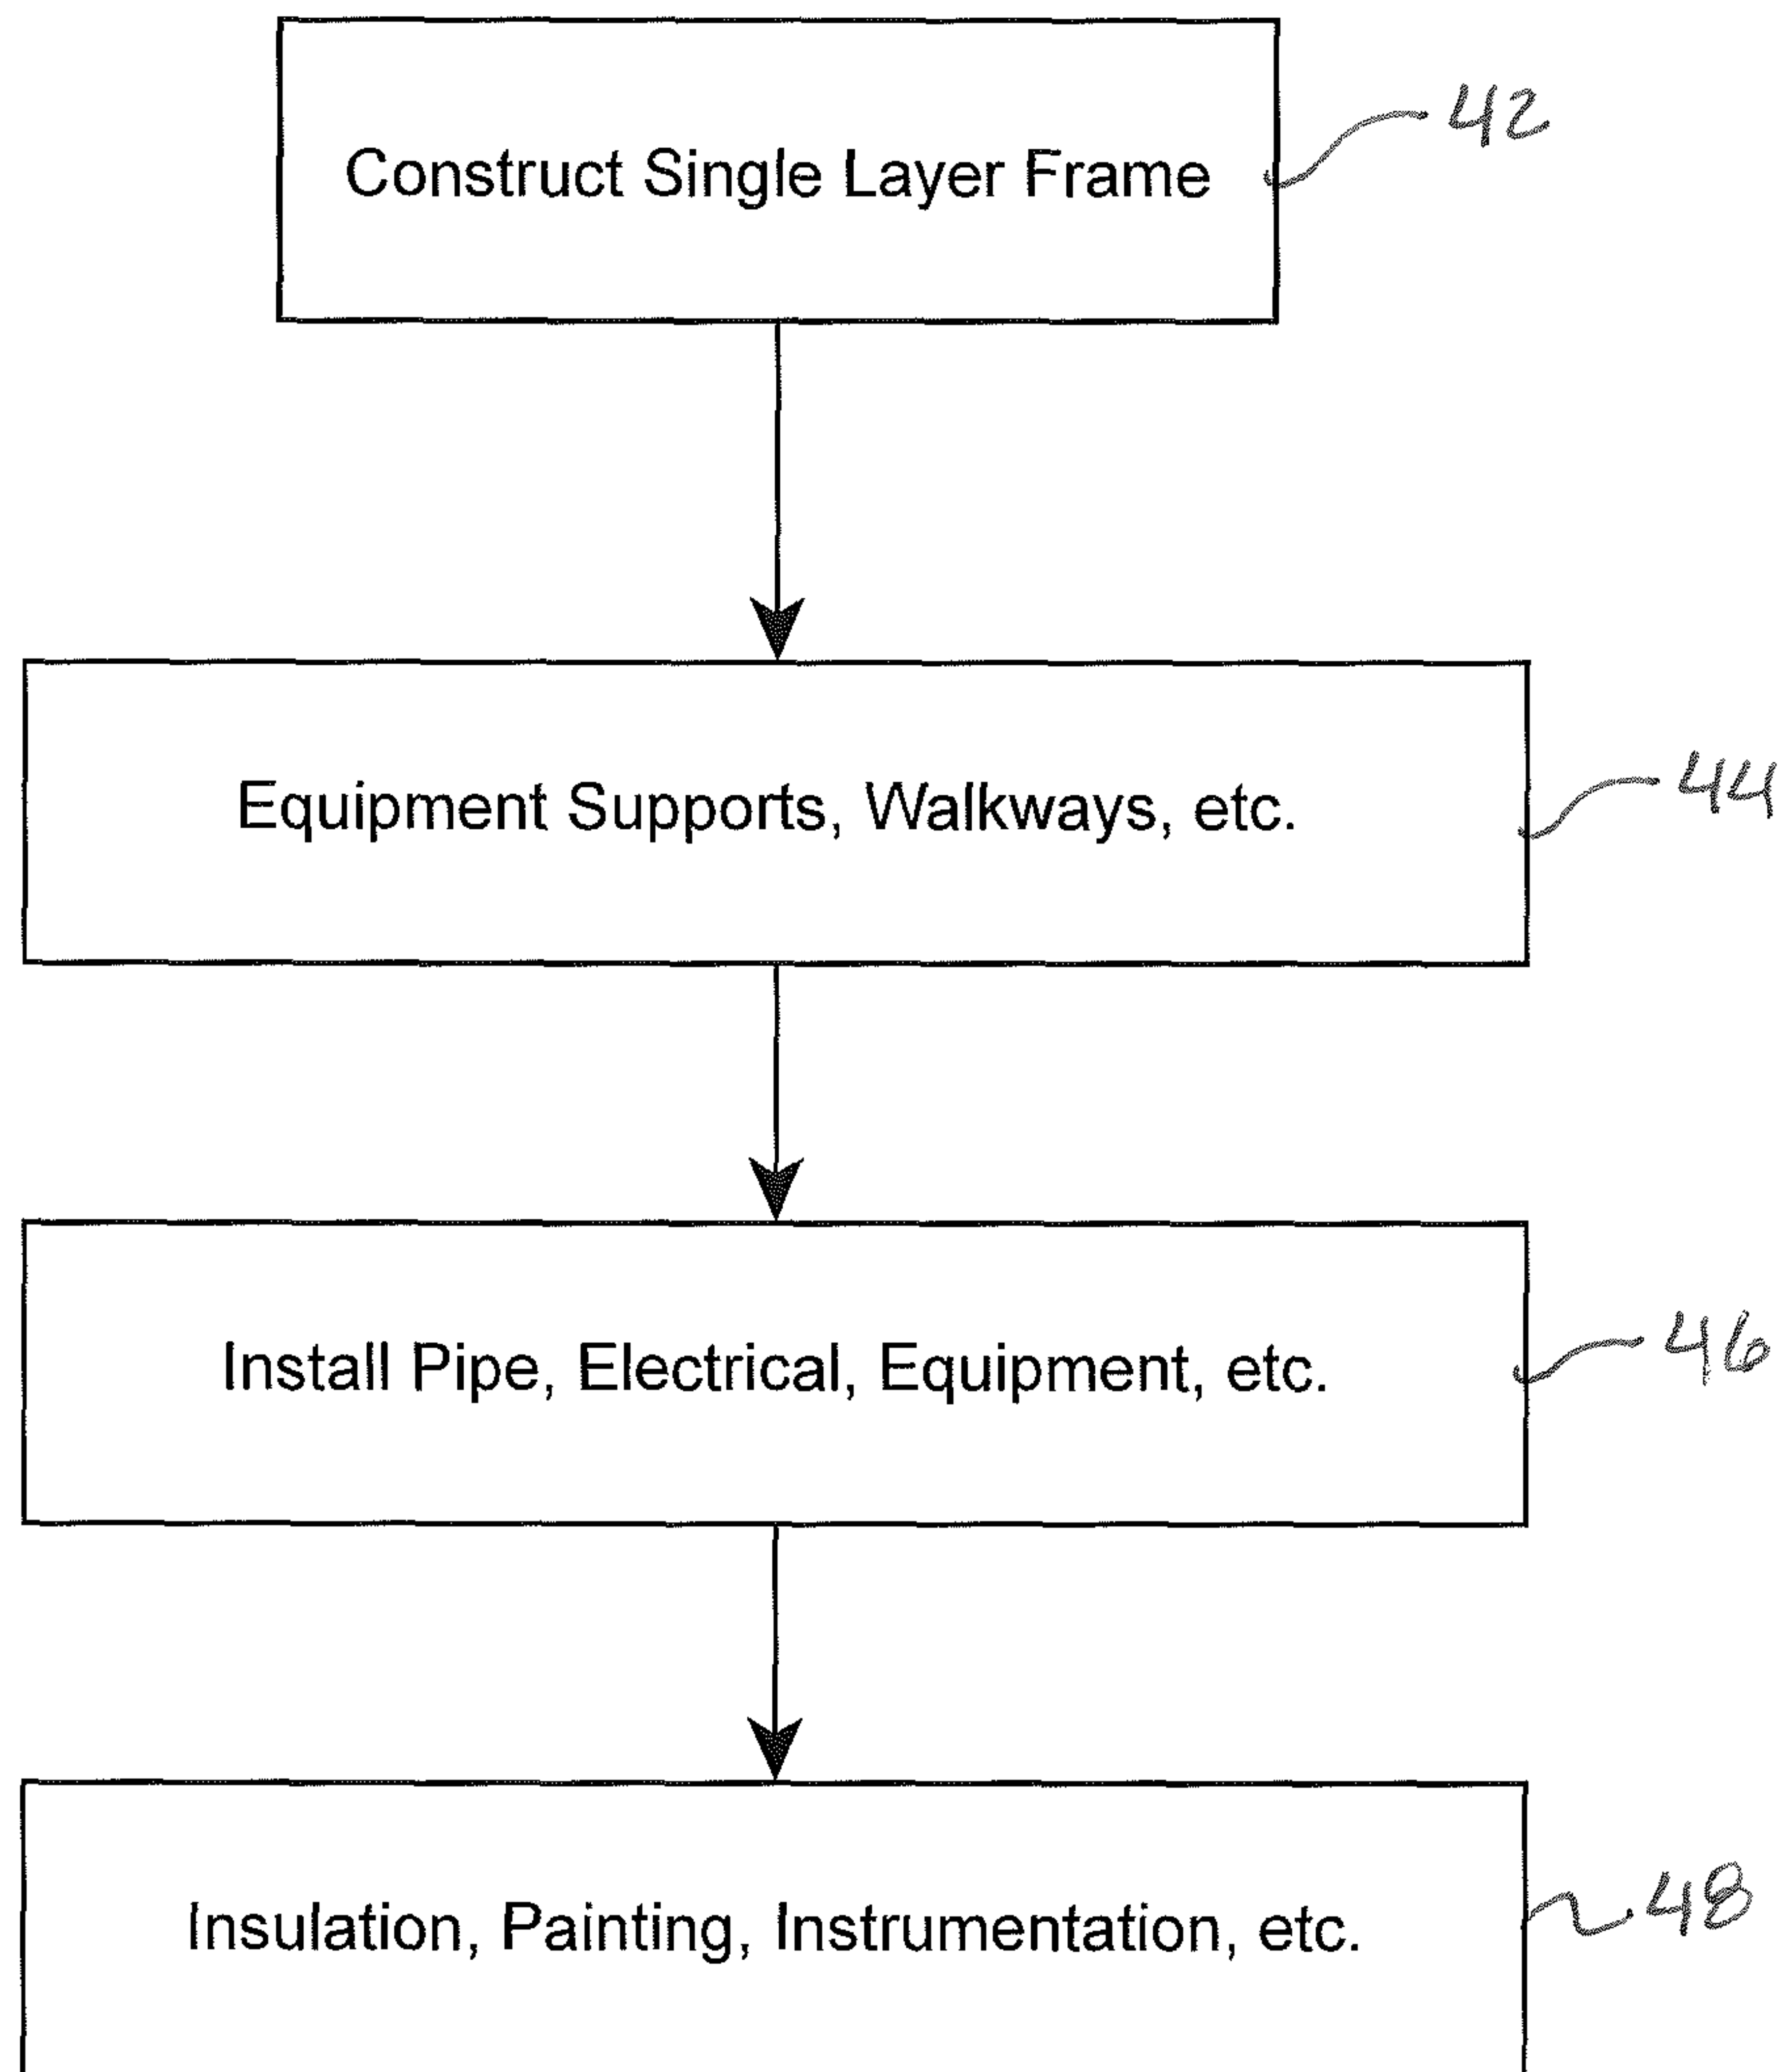 Construct Single Layer Frame
42
Equipment Supports, Walkways, etc.
44
Install Pipe, Electrical, Equipment, etc.
46
Insulation, Painting, Instrumentation, etc.
48